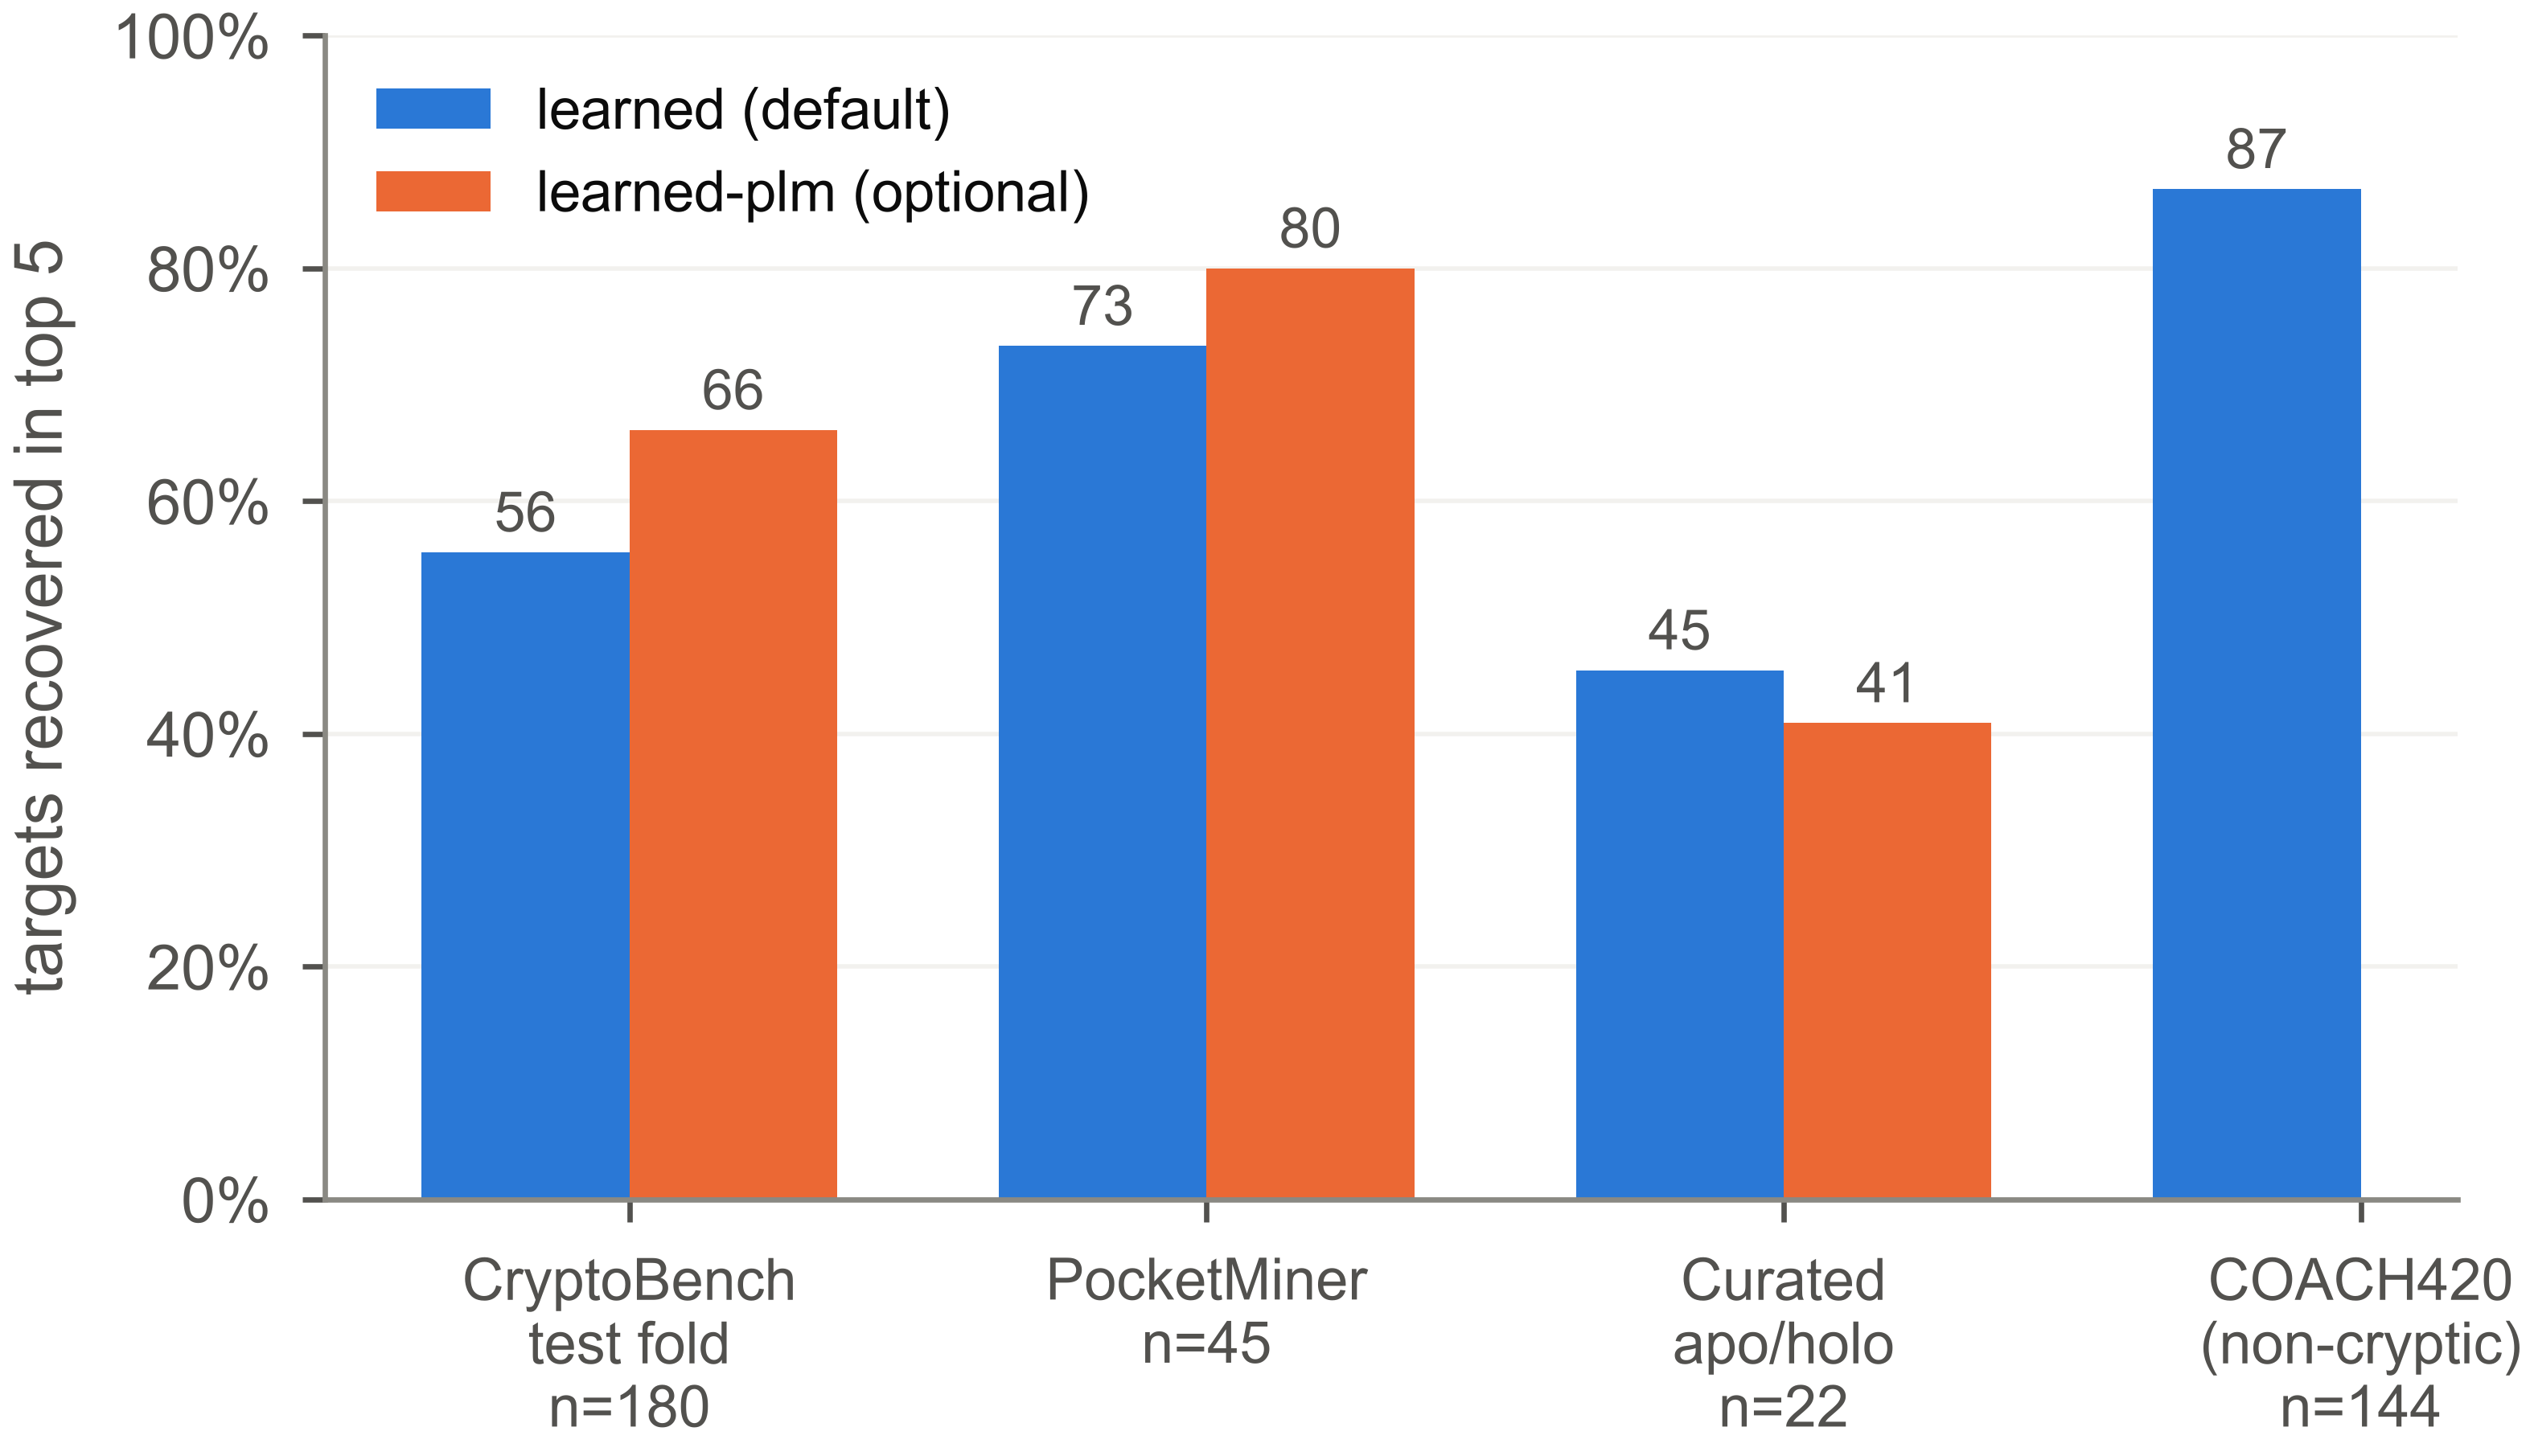 targets recovered in top 5
100%
80%
60%
40%
20%
0%
learned (default)
learned-plm (optional)
56
66
73
80
45
41
87
CryptoBench
test fold
n=180
PocketMiner
n=45
Curated
apo/holo
n=22
COACH420
(non-cryptic)
n=144